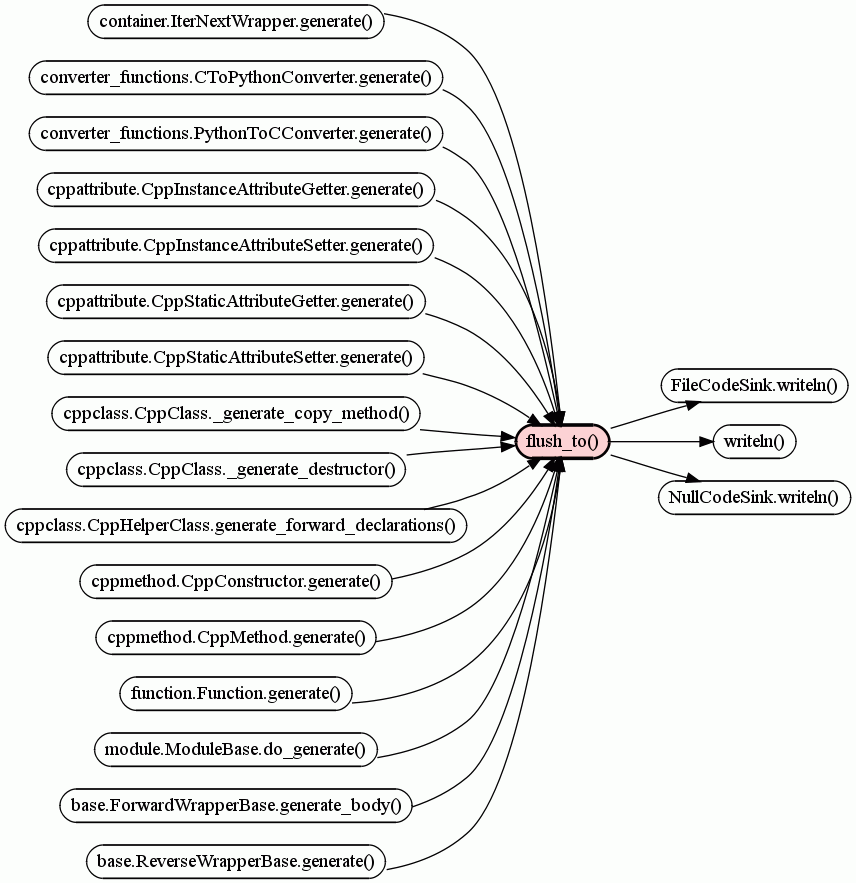 container.IterNextWrapper.generate()
converter_functions.CToPythonConverter.generate()
converter_functions.PythonToCConverter.generate()
cppattribute.CppInstanceAttributeGetter.generate()
cppattribute.CppInstanceAttributeSetter.generate()
cppattribute.CppStaticAttributeGetter.generate()
cppattribute.CppStaticAttributeSetter.generate()
cppclass.CppClass._generate_copy_method()
cppclass.CppClass._generate_destructor()
cppclass.CppHelperClass.generate_forward_declarations()
cppmethod.CppConstructor.generate()
cppmethod.CppMethod.generate()
function.Function.generate()
module.ModuleBase.do_generate()
base.ForwardWrapperBase.generate_body()
base.ReverseWrapperBase.generate()
flush_to()
FileCodeSink.writeln()
writeln()
NullCodeSink.writeln()